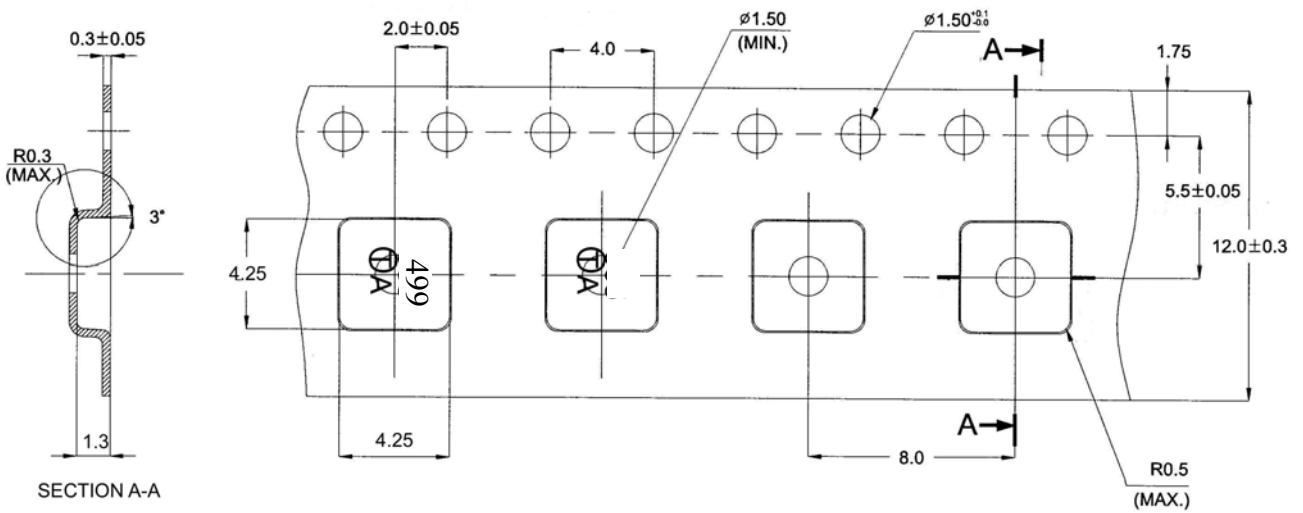 0.3±0.05
2.0±0.05
4.0
ø1.50
(MIN.)
ø1.50 +0.1 -0.0
A
1.75
R0.3
(MAX.)
3°
5.5±0.05
12.0±0.3
4.25
499
A
A
4.25
1.3
8.0
A
R0.5
(MAX.)
SECTION A-A